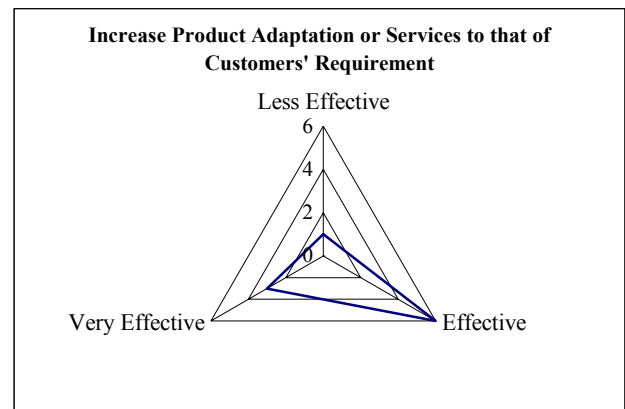 Increase Product Adaptation or Services to that of
Customers' Requirement
Less Effective
6
4
2
0
Very Effective
Effective